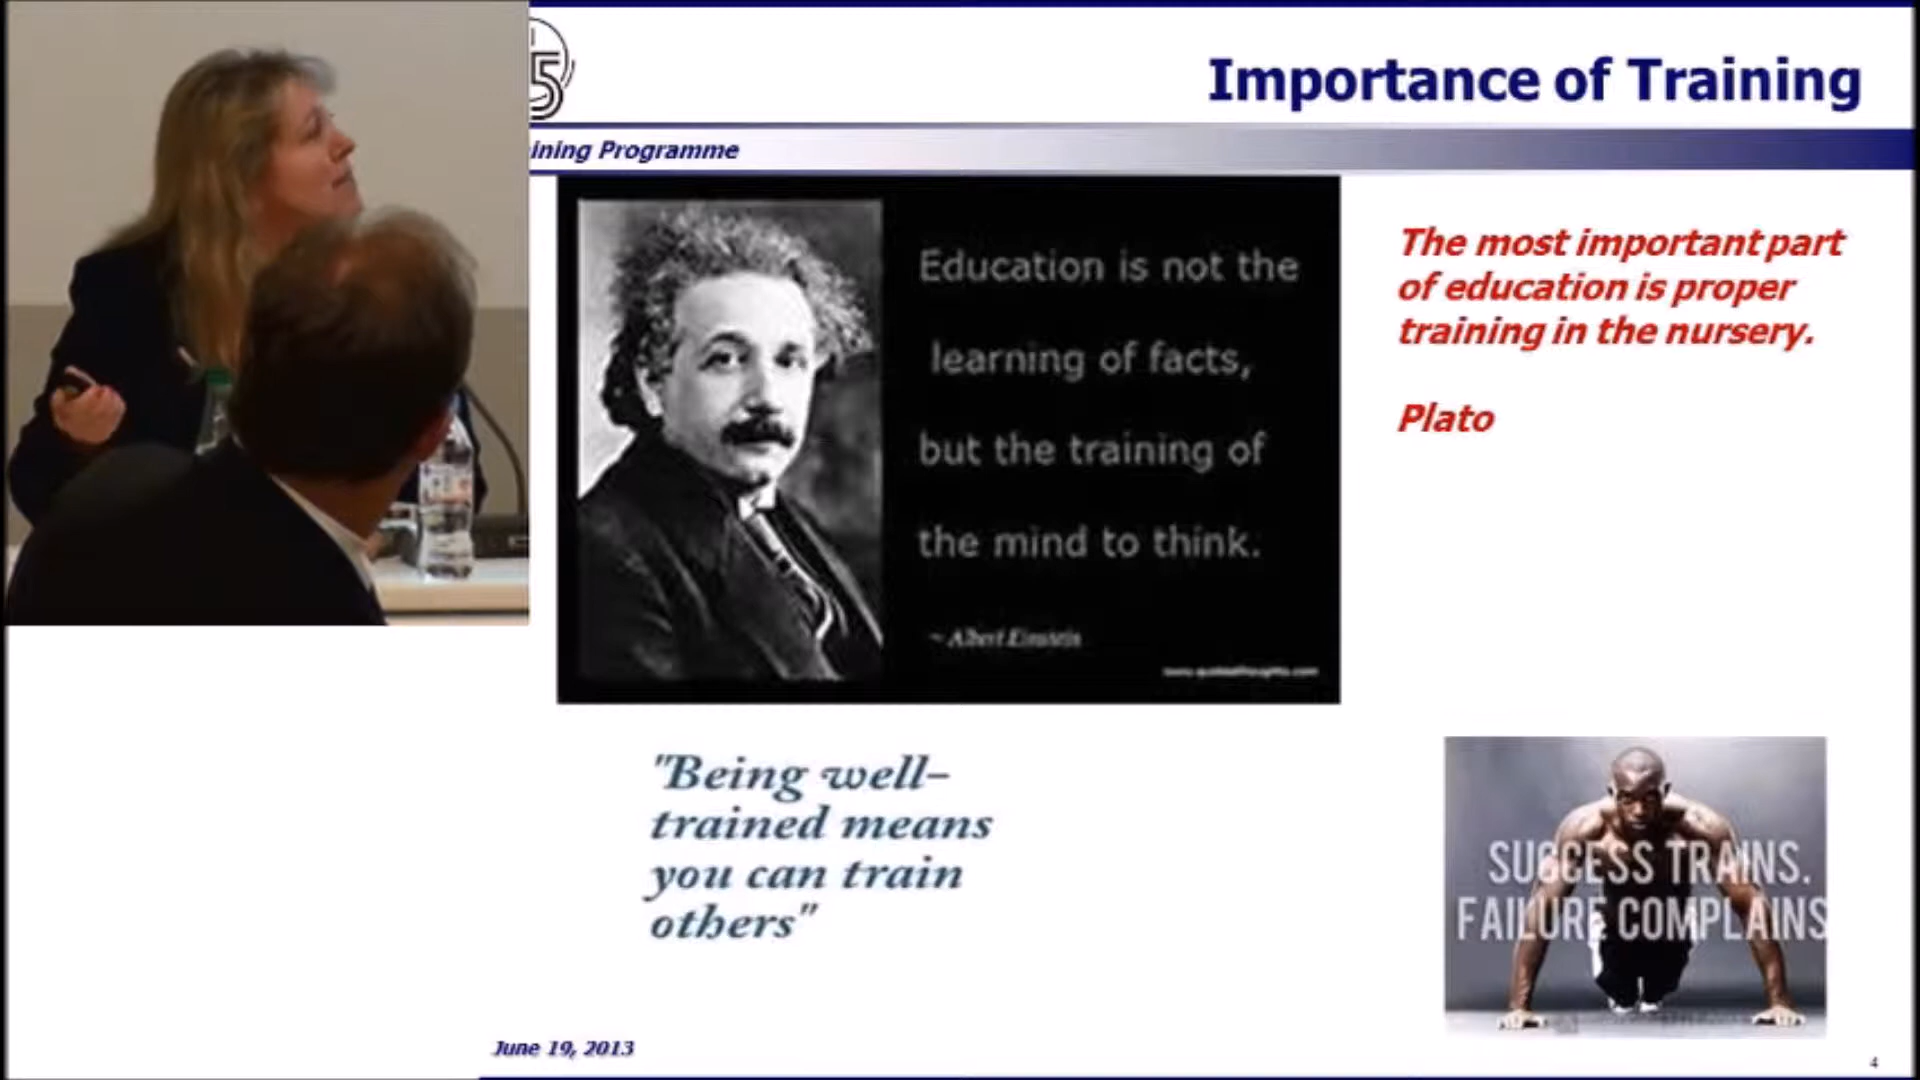 5
Importance of Training
ining Programme
Education is not the
learning of facts,
but the training of
the mind to think.
~ Albert Einstein
The most important part
of education is proper
training in the nursery.
Plato
"Being well-
trained means
you can train
others"
SUCCESS TRAINS.
FAILURE COMPLAINS
June 19, 2013
4